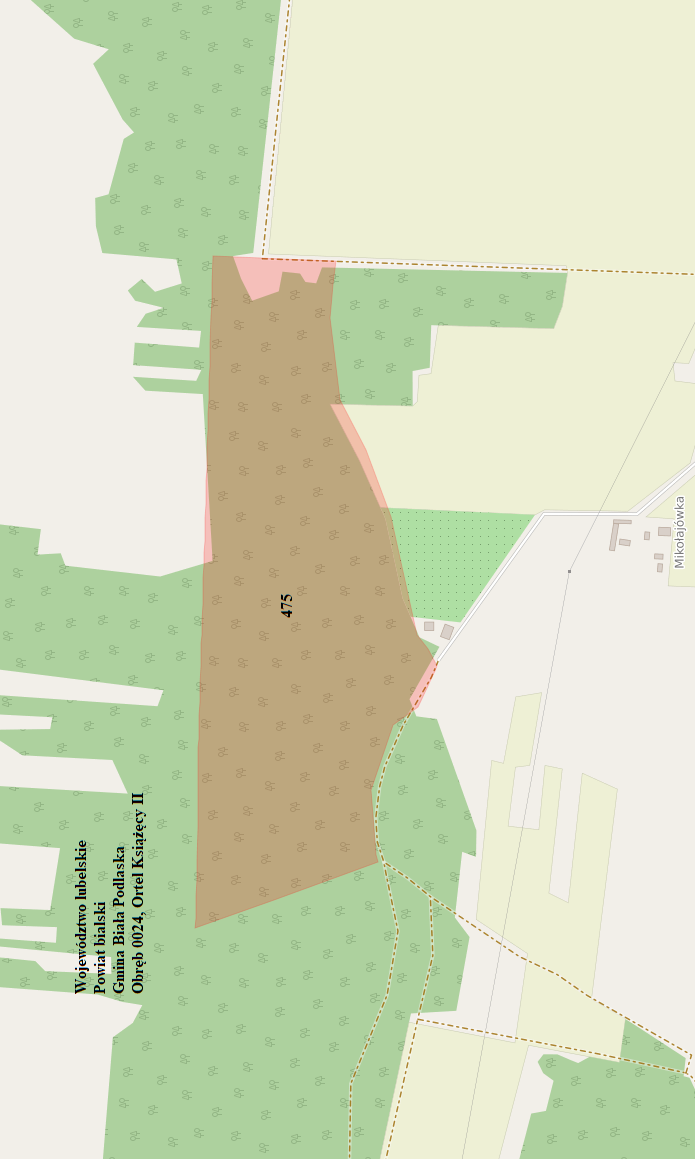 Województwo lubelskie
Powiat bialski
Gmina Biała Podlaska
Obręb 0024, Ortel Książęcy II
475
Mikołajówka